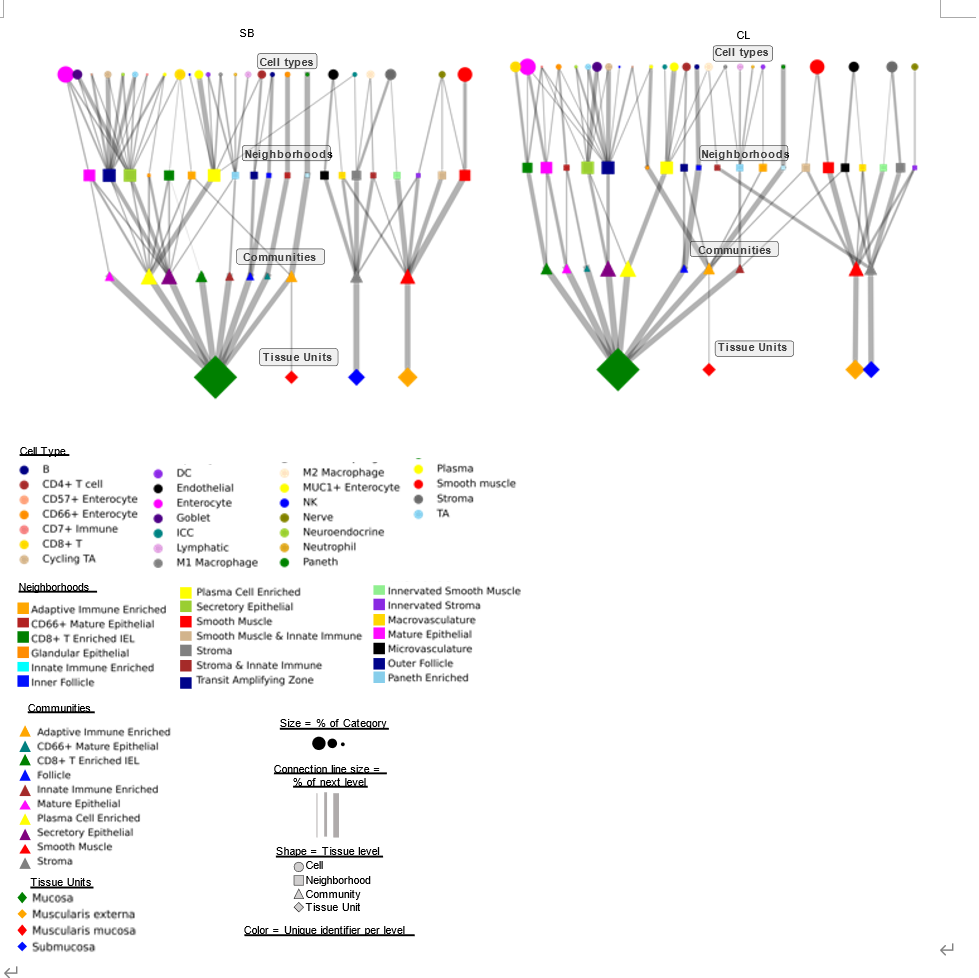 SB
CL
Cell types
Cell types
Neighborhoods
Neighborhoods
Communities
Communities
Tissue Units
Tissue Units
Cell Type
B
CD4+ T cell
CD57+ Enterocyte
CD66+ Enterocyte
CD7+ Immune
CD8+ T
Cycling TA
DC
Endothelial
Enterocyte
Goblet
ICC
Lymphatic
M1 Macrophage
M2 Macrophage
MUC1+ Enterocyte
NK
Nerve
Neuroendocrine
Neutrophil
Paneth
Plasma
Smooth muscle
Stroma
TA
Neighborhoods
Adaptive Immune Enriched
CD66+ Mature Epithelial
CD8+ T Enriched IEL
Glandular Epithelial
Innate Immune Enriched
Inner Follicle
Plasma Cell Enriched
Secretory Epithelial
Smooth Muscle
Smooth Muscle & Innate Immune
Stroma
Stroma & Innate Immune
Transit Amplifying Zone
Innervated Smooth Muscle
Innervated Stroma
Macrovasculature
Mature Epithelial
Microvasculature
Outer Follicle
Paneth Enriched
Communities
Adaptive Immune Enriched
CD66+ Mature Epithelial
CD8+ T Enriched IEL
Follicle
Innate Immune Enriched
Mature Epithelial
Plasma Cell Enriched
Secretory Epithelial
Smooth Muscle
Stroma
Tissue Units
Mucosa
Muscularis externa
Muscularis mucosa
Submucosa
Size = % of Category
Connection line size =
% of next level
Shape = Tissue level
Cell
Neighborhood
Community
Tissue Unit
Color = Unique identifier per level